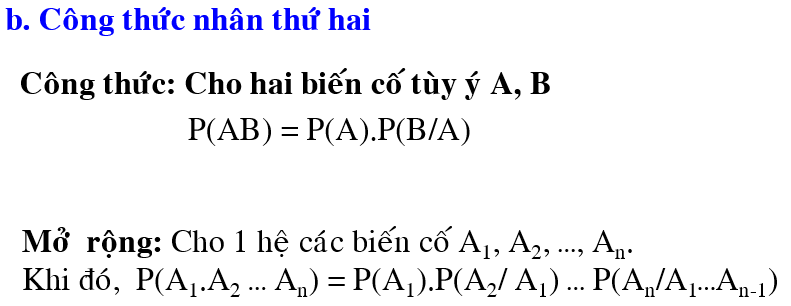 b. Công thức nhân thứ hai
Công thức: Cho hai biến cố tùy ý A, B
P(AB) = P(A).P(B/A)
Mở rộng: Cho 1 hệ các biến cố A₁, A₂, ..., Aₙ.
Khi đó, P(A₁.A₂ ... Aₙ) = P(A₁).P(A₂/ A₁) ... P(Aₙ/A₁...Aₙ₋₁)